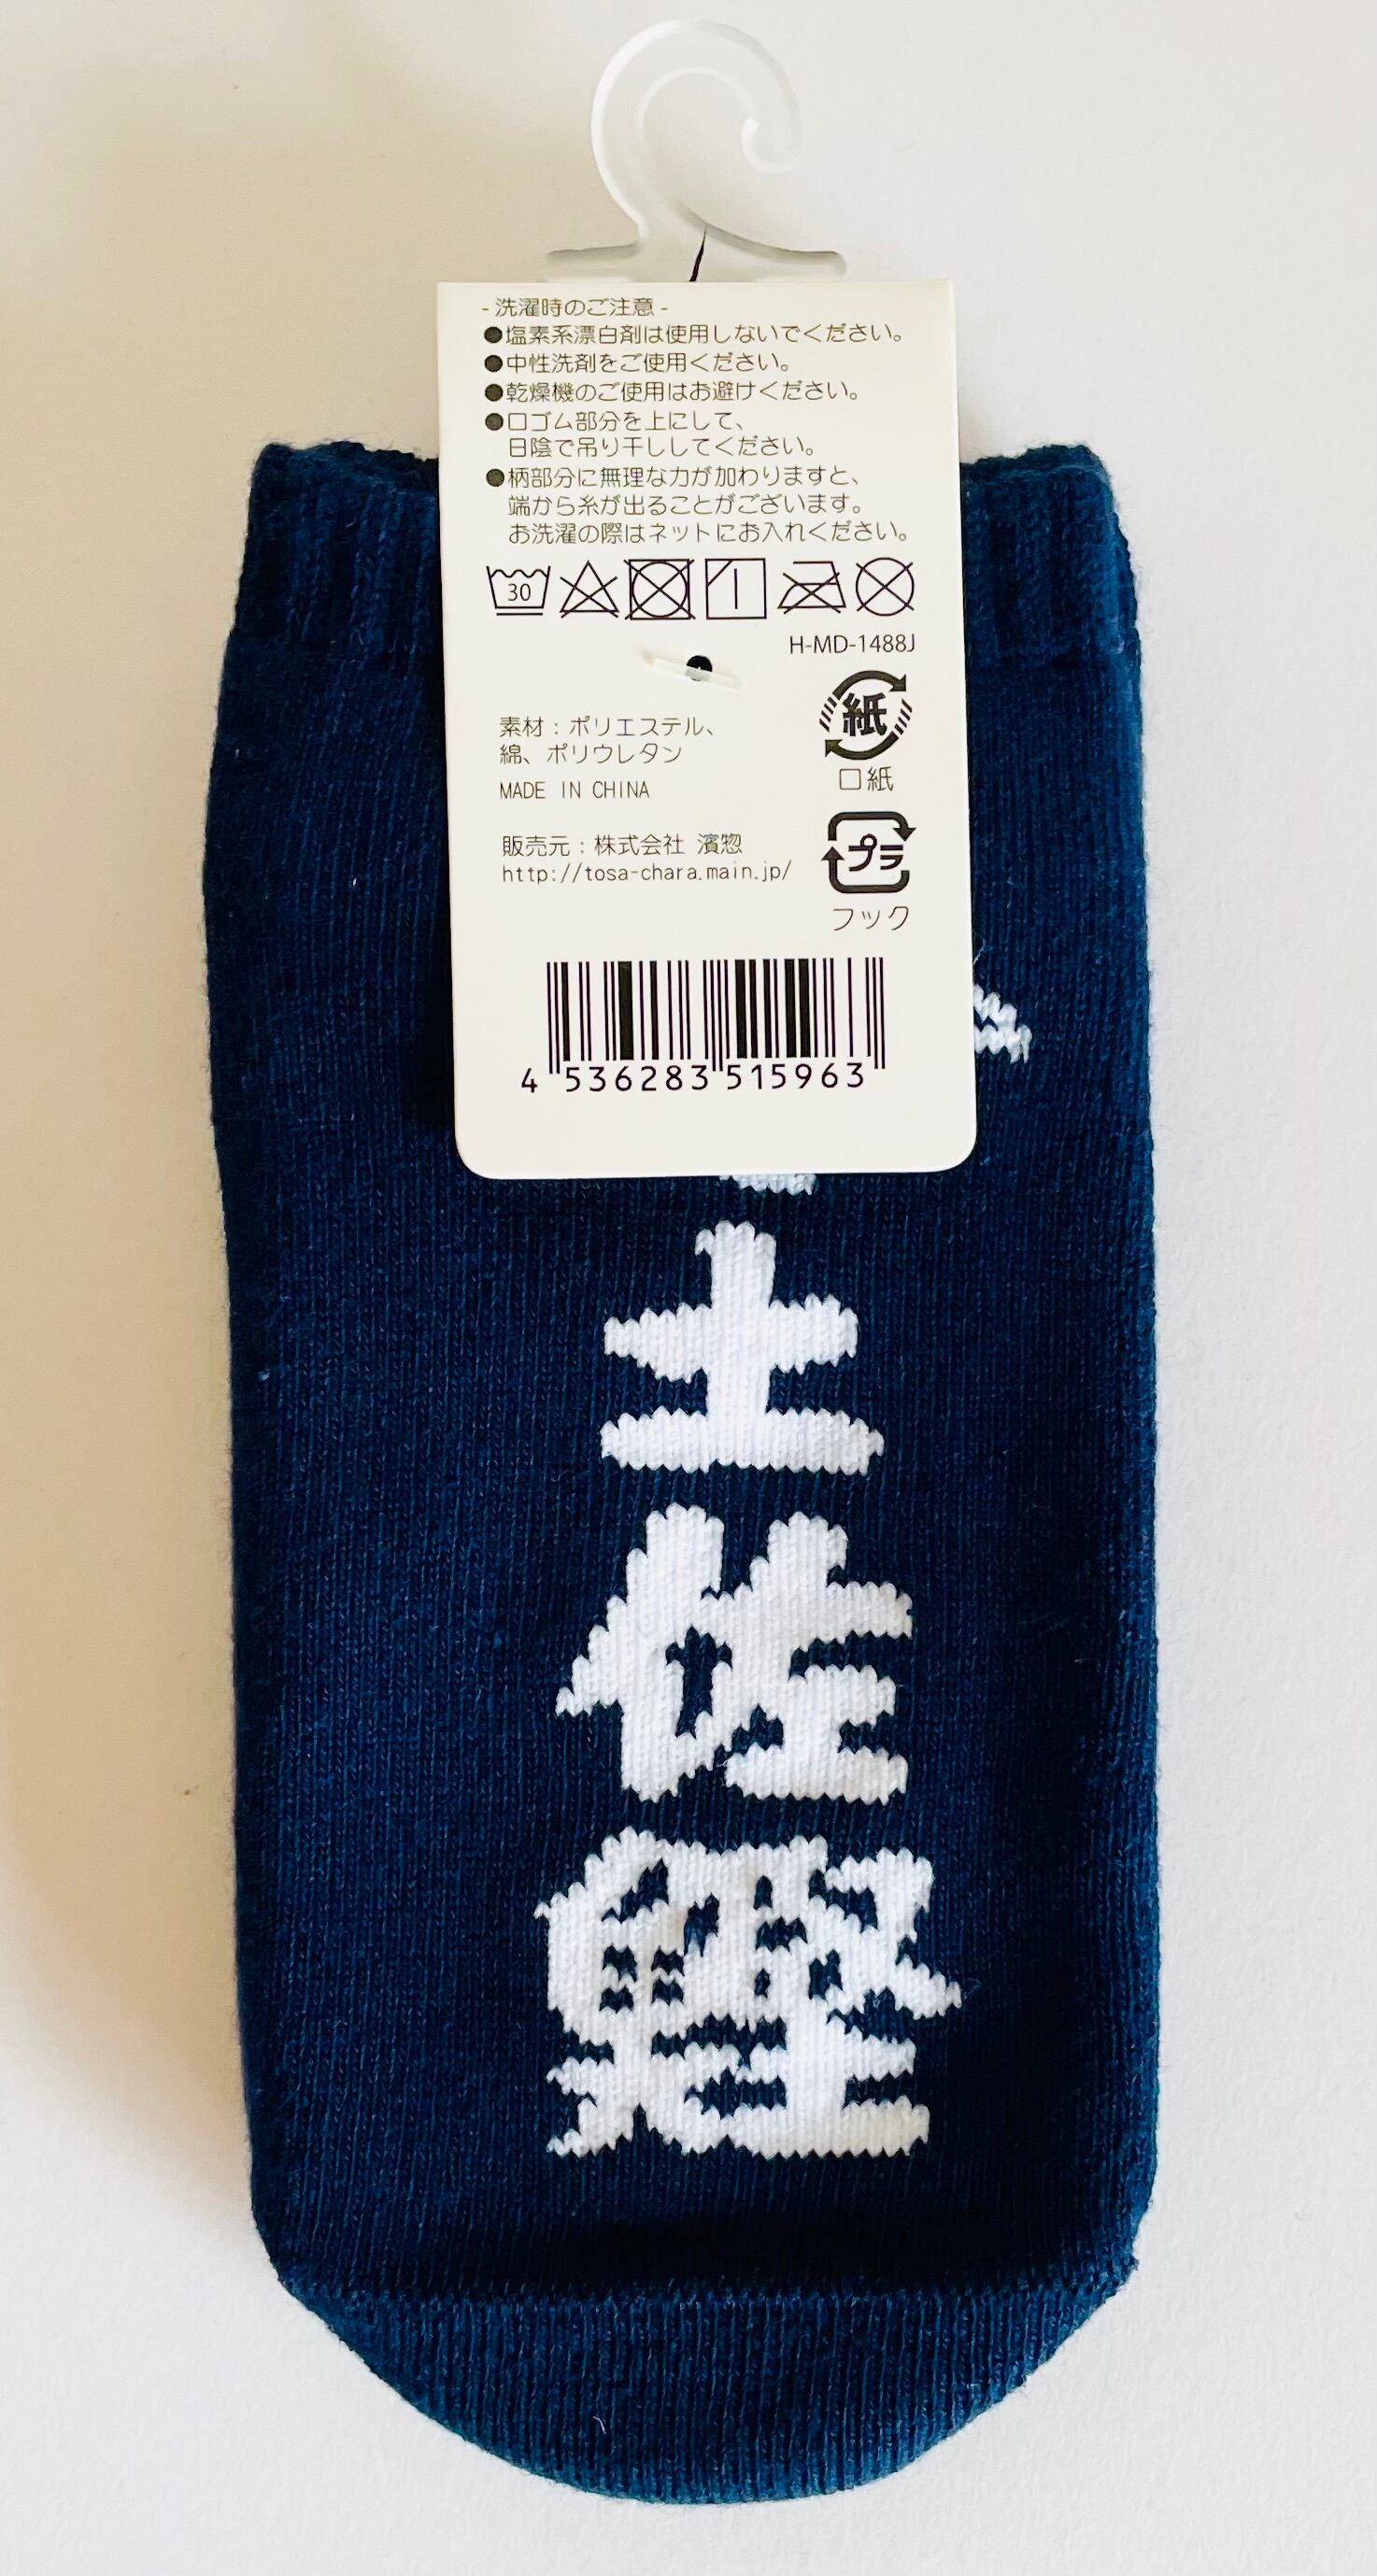 - 洗濯時のご注意 -
●塩素系漂白剤は使用しないでください。
●中性洗剤をご使用ください。
●乾燥機のご使用はお避けください。
●口ゴム部分を上にして、
日陰で吊り干ししてください。
●柄部分に無理な力が加わりますと、
端から糸が出ることがございます。
お洗濯の際はネットにお入れください。
30
H-MD-1488J
素材：ポリエステル、
綿、ポリウレタン
MADE IN CHINA
紙
口紙
販売元：株式会社 濱惣
http://tosa-chara.main.jp/
プラ
フック
4 536283 515963
土
佐